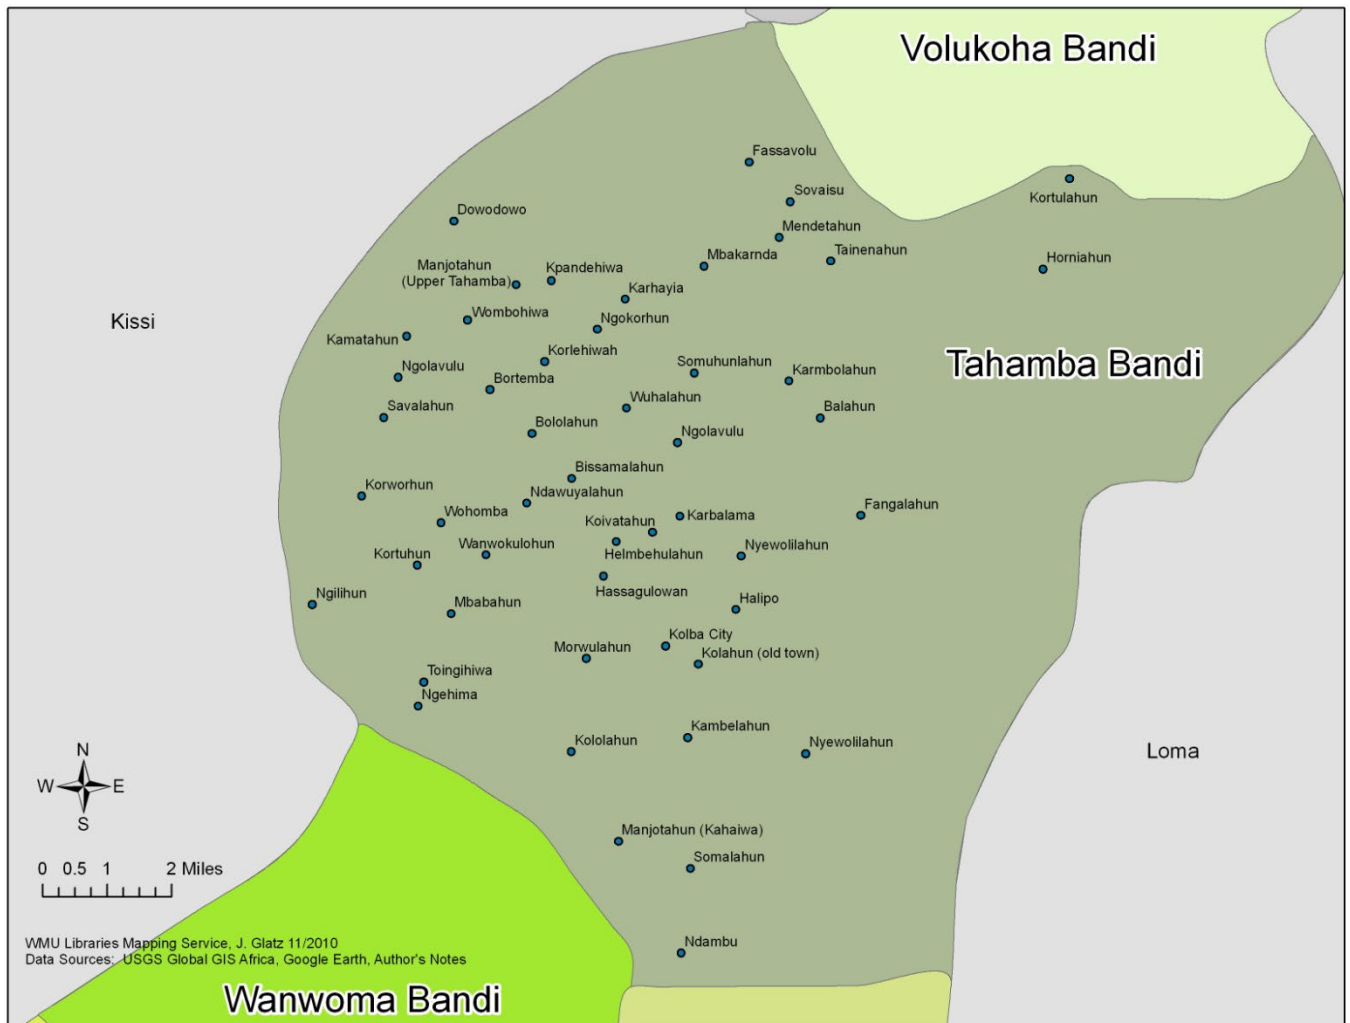 Volukoha Bandi
Fassavolu
Sovaisu
Kortulahun
Dowodowo
Mendetahun
Tainenahun
Mbakarnda
Horniahun
Manjotahun
(Upper Tahamba)
Kpandehiwa
Karhayia
Wombohiwa
Ngokorhun
Kissi
Kamatahun
Korlehiwah
Somuhunlahun
Tahamba Bandi
Ngolavulu
Bortemba
Karmbolahun
Savalahun
Wuhalahun
Balahun
Bololahun
Ngolavulu
Bissamalahun
Korworhun
Ndawuyalahun
Fangalahun
Wohomba
Koivatahun
Karbalama
Wanwokulohun
Helmbehulahun
Nyewolilahun
Kortuhun
Hassagulowan
Ngilihun
Mbabahun
Halipo
Kolba City
Morwulahun
Kolahun (old town)
Toingihiwa
Ngehima
Kambelahun
Kololahun
Nyewolilahun
Loma
N
W E
S
Manjotahun (Kahaiwa)
Somalahun
0 0.5 1 2 Miles
WMU Libraries Mapping Service, J. Glatz 11/2010
Data Sources: USGS Global GIS Africa, Google Earth, Author's Notes
Ndambu
Wanwoma Bandi